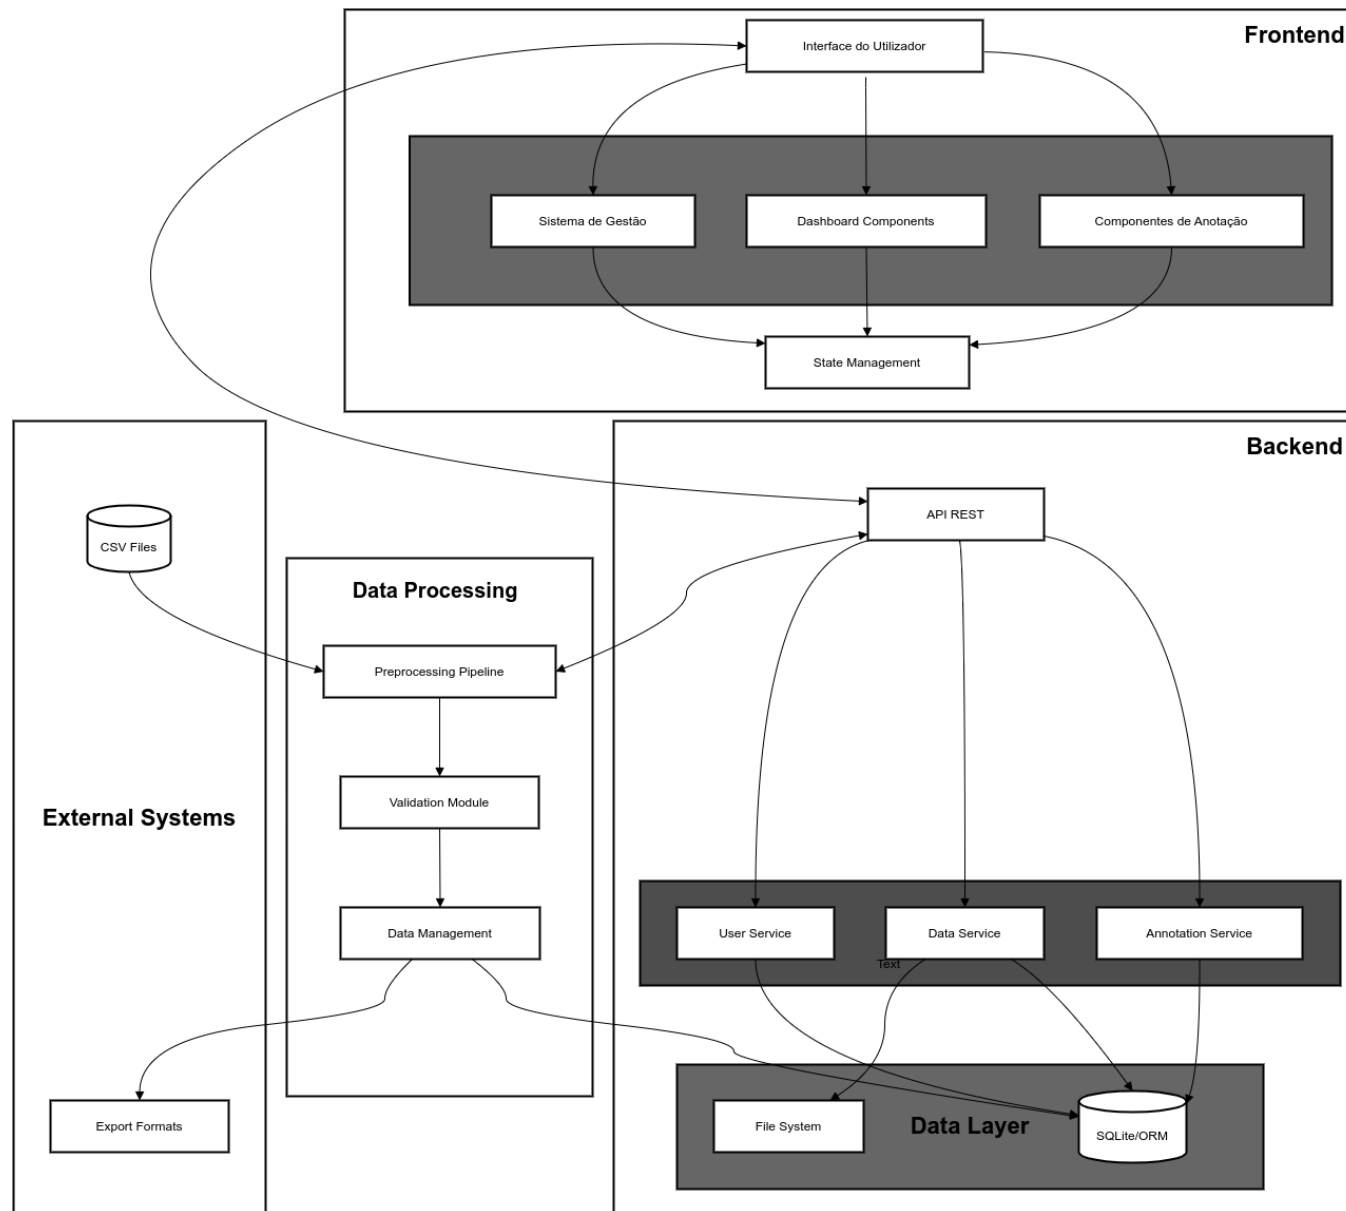 Frontend
Interface do Utilizador
Sistema de Gestão
Dashboard Components
Componentes de Anotação
State Management
Backend
API REST
CSV Files
Data Processing
Preprocessing Pipeline
Validation Module
External Systems
Data Management
User Service
Data Service
Annotation Service
Text
Export Formats
File System
Data Layer
SQLite/ORM